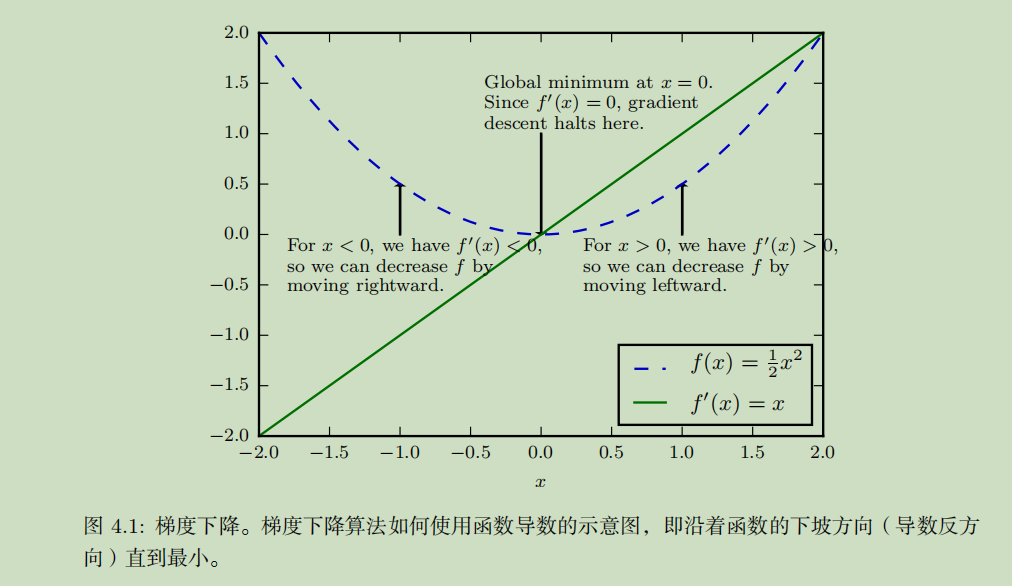 2.0
1.5
1.0
0.5
0.0
−0.5
−1.0
−1.5
−2.0
Global minimum at x = 0.
Since f′(x) = 0, gradient
descent halts here.
For x < 0, we have f′(x) < 0,
so we can decrease f by
moving rightward.
For x > 0, we have f′(x) > 0,
so we can decrease f by
moving leftward.
f(x) = ½x²
f′(x) = x
−2.0 −1.5 −1.0 −0.5 0.0 0.5 1.0 1.5 2.0
x
图 4.1: 梯度下降。梯度下降算法如何使用函数导数的示意图，即沿着函数的下坡方向（导数反方
向）直到最小。